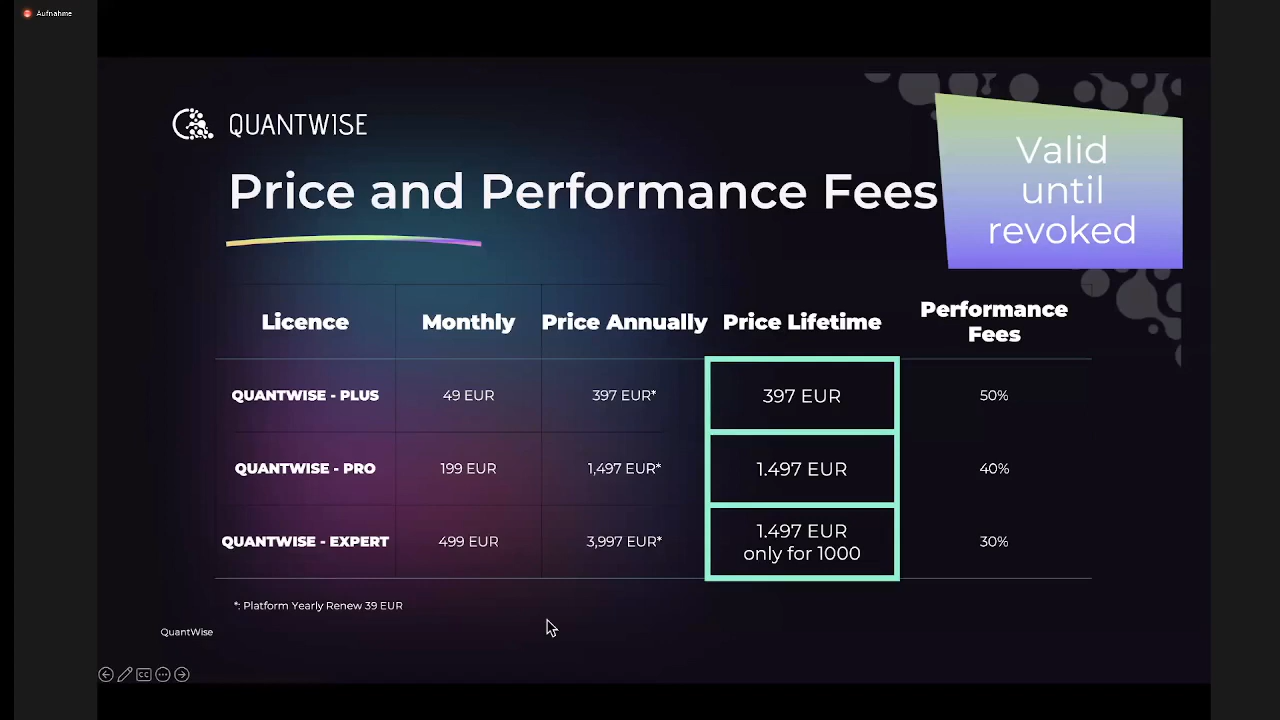 Aufnahme
QUANTWISE
Price and Performance Fees
Valid
until
revoked
Licence
Monthly
Price Annually
Price Lifetime
Performance
Fees
QUANTWISE - PLUS
49 EUR
397 EUR*
397 EUR
50%
QUANTWISE - PRO
199 EUR
1,497 EUR*
1.497 EUR
40%
QUANTWISE - EXPERT
499 EUR
3,997 EUR*
1.497 EUR
only for 1000
30%
*: Platform Yearly Renew 39 EUR
QuantWise
CC